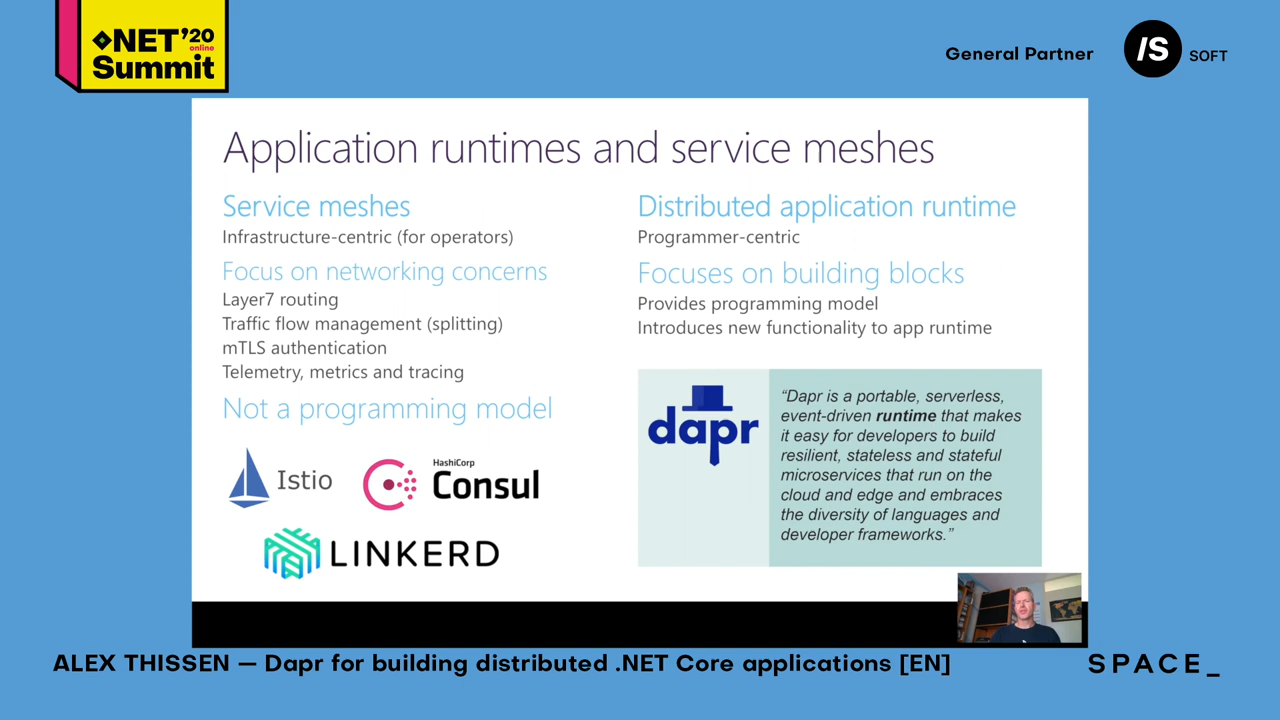 .NET'20
online
Summit
General Partner
/S
SOFT
Application runtimes and service meshes
Service meshes
Infrastructure-centric (for operators)
Focus on networking concerns
Layer7 routing
Traffic flow management (splitting)
mTLS authentication
Telemetry, metrics and tracing
Not a programming model
Istio
HashiCorp
Consul
LINKERD
Distributed application runtime
Programmer-centric
Focuses on building blocks
Provides programming model
Introduces new functionality to app runtime
dapr
“Dapr is a portable, serverless,
event-driven runtime that makes
it easy for developers to build
resilient, stateless and stateful
microservices that run on the
cloud and edge and embraces
the diversity of languages and
developer frameworks.”
ALEX THISSEN — Dapr for building distributed .NET Core applications [EN]
SPACE_